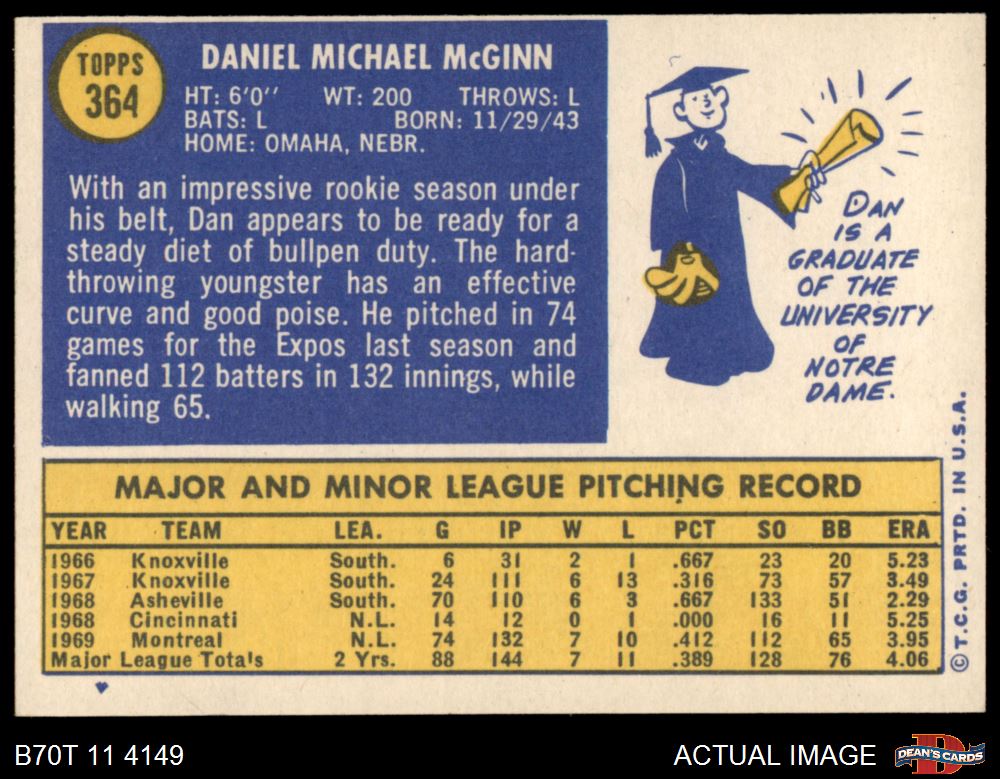 TOPPS
364
DANIEL MICHAEL McGINN
HT: 6'0'' WT: 200 THROWS: L
BATS: L BORN: 11/29/43
HOME: OMAHA, NEBR.
With an impressive rookie season under
his belt, Dan appears to be ready for a
steady diet of bullpen duty. The hard-
throwing youngster has an effective
curve and good poise. He pitched in 74
games for the Expos last season and
fanned 112 batters in 132 innings, while
walking 65.
DAN
IS A
GRADUATE
OF THE
UNIVERSITY
OF
NOTRE
DAME.
MAJOR AND MINOR LEAGUE PITCHING RECORD
YEAR TEAM LEA. G IP W L PCT SO BB ERA
1966 Knoxville South. 6 31 2 1 .667 23 20 5.23
1967 Knoxville South. 24 111 6 13 .316 73 57 3.49
1968 Asheville South. 70 110 6 3 .667 133 51 2.29
1968 Cincinnati N.L. 14 12 0 1 .000 16 11 5.25
1969 Montreal N.L. 74 132 7 10 .412 112 65 3.95
Major League Totals 2 Yrs. 88 144 7 11 .389 128 76 4.06
© T.C.G. PRTD. IN U.S.A.
B70T 11 4149
ACTUAL IMAGE
DEAN'S CARDS